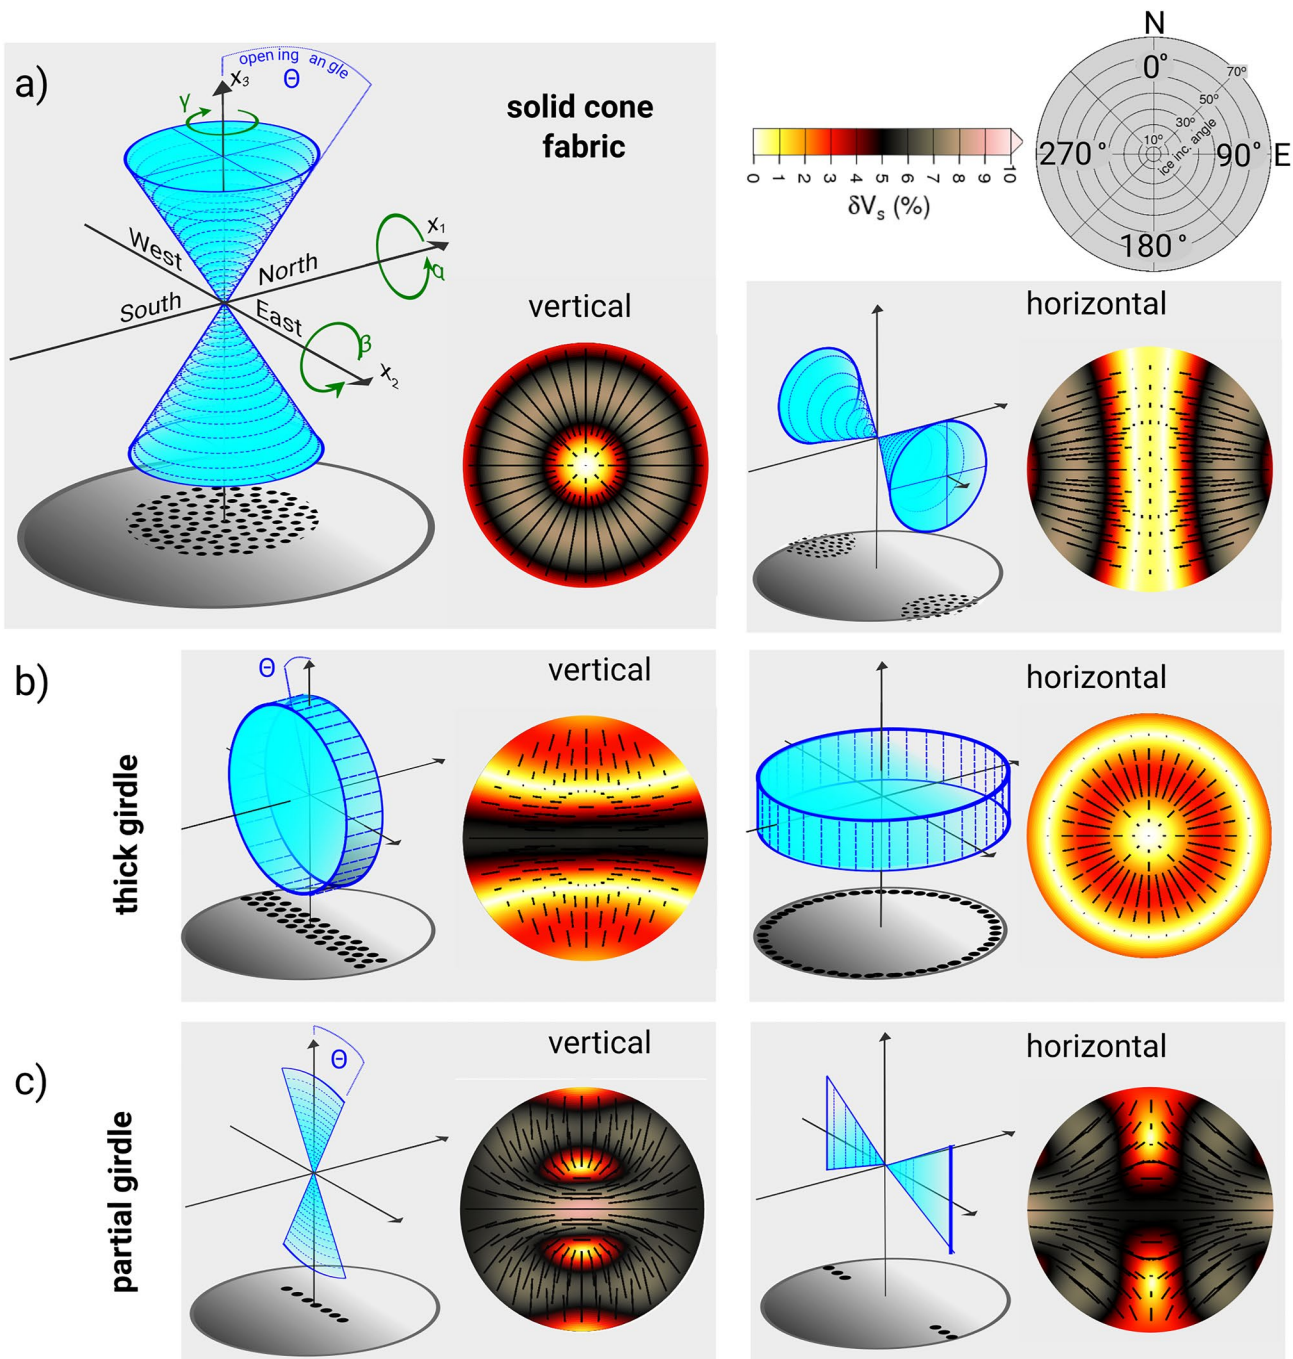 a)
opening angle
Θ
x₃
γ
solid cone
fabric
West
North
South
East
x₁
α
β
x₂
vertical
0 1 2 3 4 5 6 7 8 9 10
δVₛ (%)
N
0°
70°
50°
30°
10°
ice inc. angle
270°
90°
E
180°
horizontal
b)
thick girdle
Θ
vertical
horizontal
c)
partial girdle
Θ
vertical
horizontal